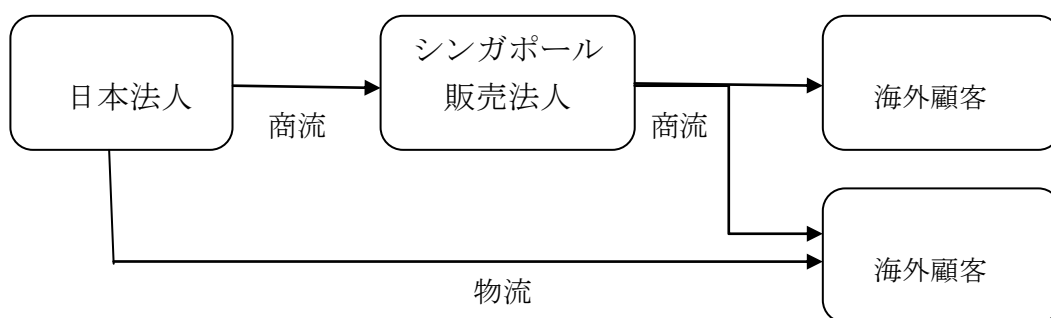 日本法人
商流
シンガポール
販売法人
商流
海外顧客
海外顧客
物流